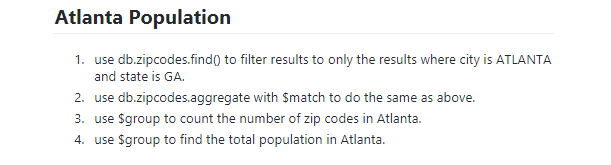 Atlanta Population
1. use db.zipcodes.find() to filter results to only the results where city is ATLANTA
and state is GA.
2. use db.zipcodes.aggregate with $match to do the same as above.
3. use $group to count the number of zip codes in Atlanta.
4. use $group to find the total population in Atlanta.